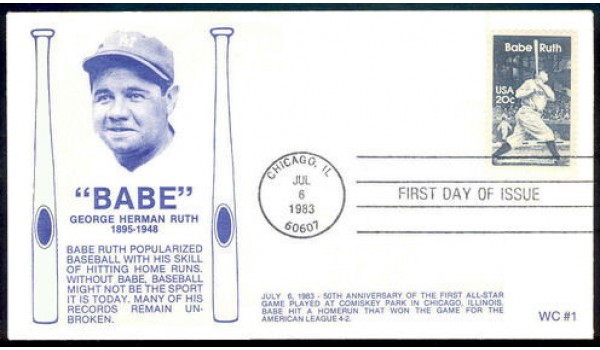 Babe Ruth
USA
20c
"BABE"
GEORGE HERMAN RUTH
1895-1948
BABE RUTH POPULARIZED
BASEBALL WITH HIS SKILL
OF HITTING HOME RUNS.
WITHOUT BABE, BASEBALL
MIGHT NOT BE THE SPORT
IT IS TODAY. MANY OF HIS
RECORDS REMAIN UN-
BROKEN.
CHICAGO, IL
JUL
6
1983
60607
FIRST DAY OF ISSUE
JULY 6, 1983 - 50TH ANNIVERSARY OF THE FIRST ALL-STAR
GAME PLAYED AT COMISKEY PARK IN CHICAGO, ILLINOIS.
BABE HIT A HOMERUN THAT WON THE GAME FOR THE
AMERICAN LEAGUE 4-2.
WC #1